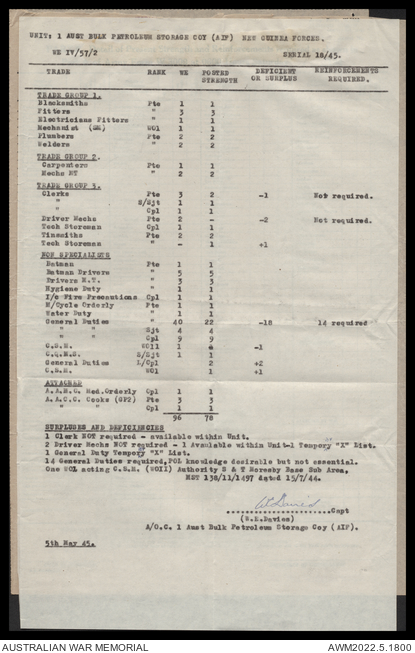 UNIT: 1 AUST BULK PETROLEUM STORAGE COY (AIF) NEW GUINEA FORCES.
WE IV/57/2 SERIAL 18/45.
TRADE RANK WE POSTED STRENGTH DEFICIENT OR SURPLUS REINFORCEMENTS REQUIRED.
TRADE GROUP 1.
Blacksmiths Pte 1 1
Fitters " 3 3
Electricians Fitters " 1 1
Mechanist (SE) WO1 1 1
Plumbers Pte 2 2
Welders " 2 2
TRADE GROUP 2.
Carpenters Pte 1 1
Mechs MT " 2 2
TRADE GROUP 3.
Clerks Pte 3 2 -1 Not required.
" S/Sjt 1 1
" Cpl 1 1
Driver Mechs Pte 2 - -2 Not required.
Tech Storeman Cpl 1 1
Tinsmiths Pte 2 2
Tech Storeman " - 1 +1
NON SPECIALISTS
Batman Pte 1 1
Batman Drivers " 5 5
Drivers M.T. " 3 3
Hygiene Duty " 1 1
I/c Fire Precautions Cpl 1 1
M/Cycle Orderly Pte 1 1
Water Duty " 1 1
General Duties " 40 22 -18 14 required
" " Sjt 4 4
" " Cpl 9 9
C.S.M. WO11 1 -1
C.Q.M.S. S/Sjt 1 1
General Duties L/Cpl 2 +2
C.S.M. WO1 1 +1
ATTACHED
A.A.M.C. Med.Orderly Cpl 1 1
A.A.C.C. Cooks (GP2) Pte 3 3
" " Cpl 1 1
96 78
SURPLUSES AND DEFICIENCIES
1 Clerk NOT required - available within Unit.
2 Driver Mechs NOT required - 1 Available within Unit-1 Tempory "X" List.
1 General Duty Tempory "X" List.
14 General Duties required, POL knowledge desirable but not essential.
One WO1 acting C.S.M. (WOII) Authority S & T Moresby Base Sub Area,
MST 138/11/1497 dated 15/7/44.
..................Capt
(W.E.Davies)
A/O.C. 1 Aust Bulk Petroleum Storage Coy (AIF).
5th May 45.
AUSTRALIAN WAR MEMORIAL AWM2022.5.1800